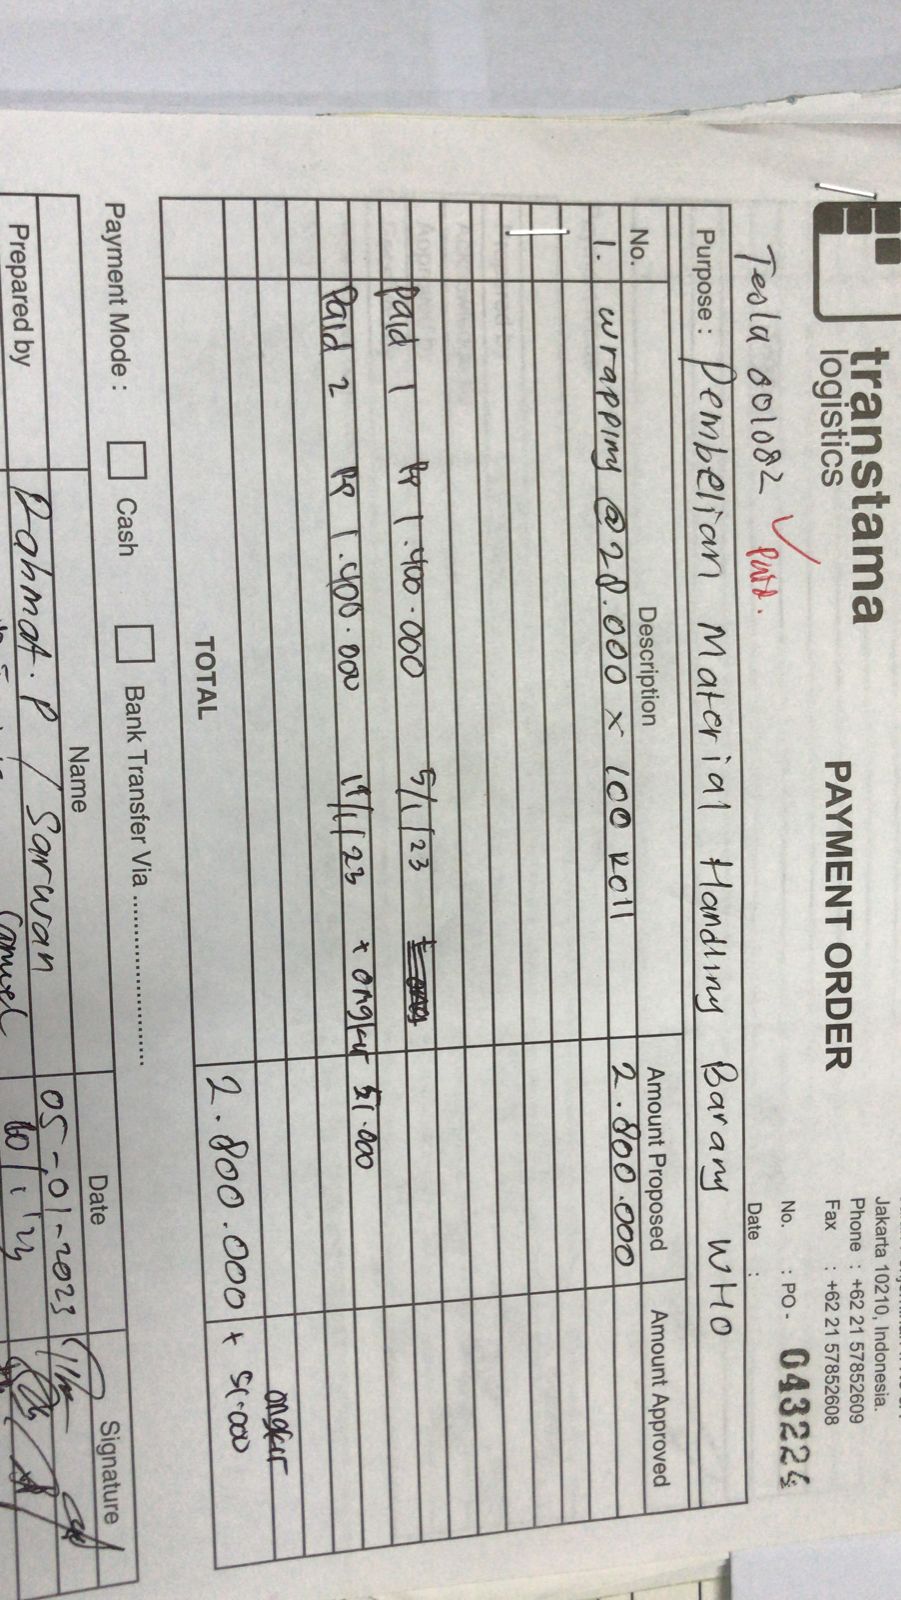 transtama
logistics
PAYMENT ORDER
Jakarta 10210, Indonesia.
Phone : +62 21 57852609
Fax : +62 21 57852608
No. : PO - 043224
Date :
Tesla 001082 ✓ Paid.
Purpose : Pembelian Material Handling Barang WHO
No. Description Amount Proposed Amount Approved
1. Wrapping @ 28.000 x 100 Roll 2.800.000
Paid 1 Rp 1.400.000 5/1/23
Paid 2 Rp 1.400.000 19/1/23 + ongkir 51.000
ongkir
TOTAL 2.800.000 + 51.000
Payment Mode : Cash Bank Transfer Via ........................
Name Date Signature
Prepared by Rahmat. P / Sarwan 05-01-2023
10/1/23